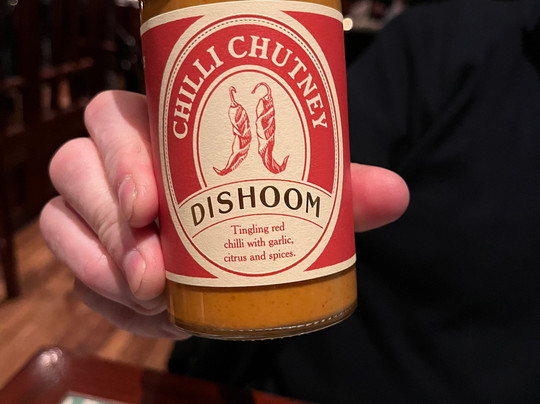 CHILLI CHUTNEY
DISHOOM
Tingling red
chilli with garlic,
citrus and spices.